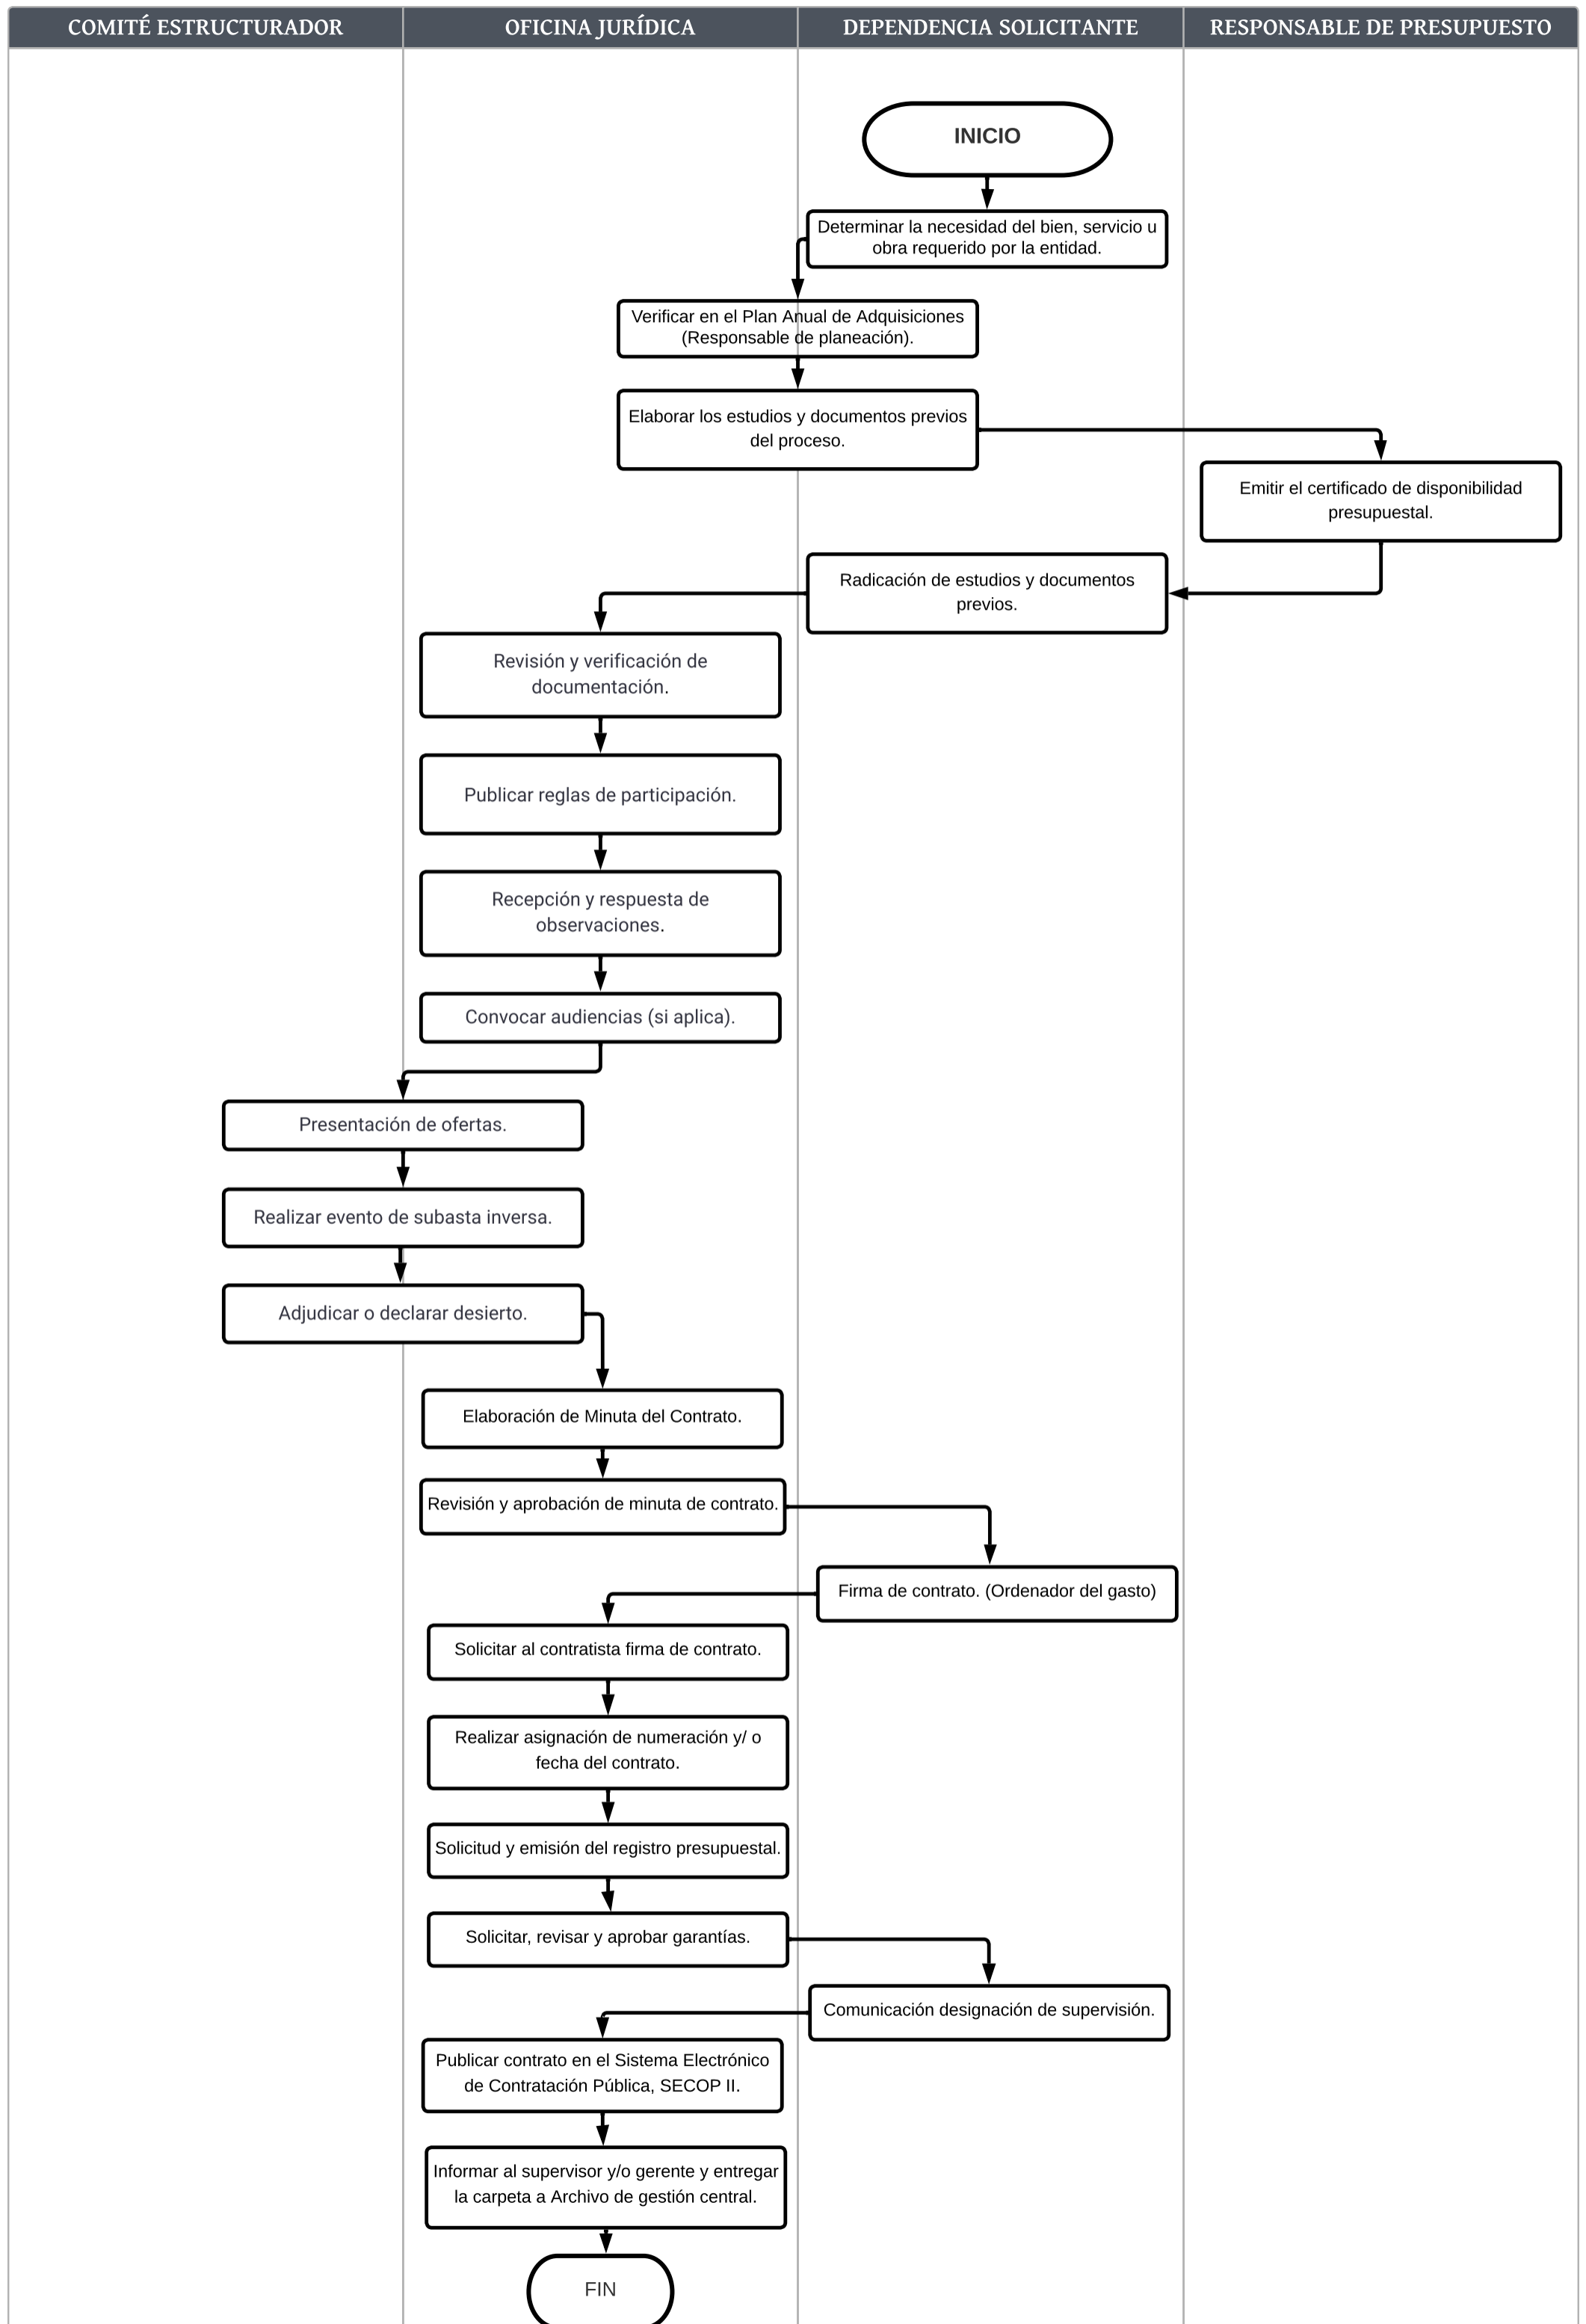 COMITÉ ESTRUCTURADOR
OFICINA JURÍDICA
DEPENDENCIA SOLICITANTE
RESPONSABLE DE PRESUPUESTO
INICIO
Determinar la necesidad del bien, servicio u
obra requerido por la entidad.
Verificar en el Plan Anual de Adquisiciones
(Responsable de planeación).
Elaborar los estudios y documentos previos
del proceso.
Emitir el certificado de disponibilidad
presupuestal.
Radicación de estudios y documentos
previos.
Revisión y verificación de
documentación.
Publicar reglas de participación.
Recepción y respuesta de
observaciones.
Convocar audiencias (si aplica).
Presentación de ofertas.
Realizar evento de subasta inversa.
Adjudicar o declarar desierto.
Elaboración de Minuta del Contrato.
Revisión y aprobación de minuta de contrato.
Firma de contrato. (Ordenador del gasto)
Solicitar al contratista firma de contrato.
Realizar asignación de numeración y/ o
fecha del contrato.
Solicitud y emisión del registro presupuestal.
Solicitar, revisar y aprobar garantías.
Comunicación designación de supervisión.
Publicar contrato en el Sistema Electrónico
de Contratación Pública, SECOP II.
Informar al supervisor y/o gerente y entregar
la carpeta a Archivo de gestión central.
FIN